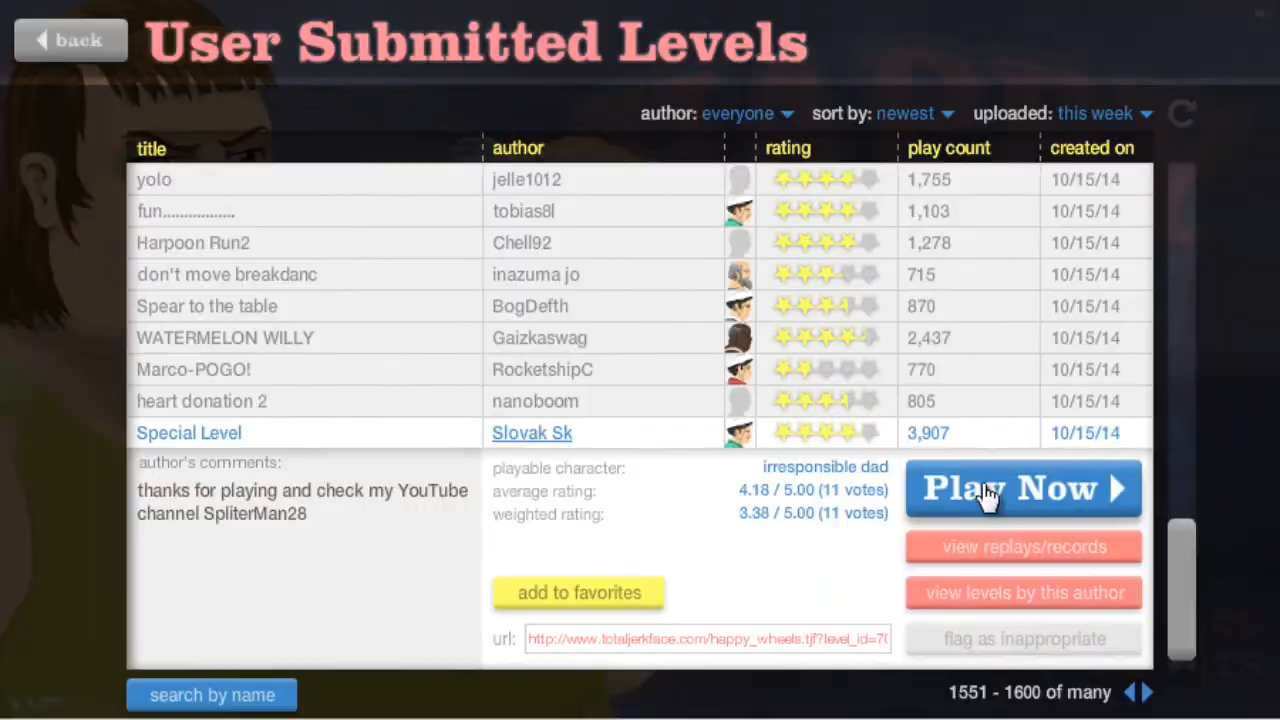 back
User Submitted Levels
author: everyone sort by: newest uploaded: this week
title author rating play count created on
yolo jelle1012 1,755 10/15/14
fun................. tobias8l 1,103 10/15/14
Harpoon Run2 Chell92 1,278 10/15/14
don't move breakdanc inazuma jo 715 10/15/14
Spear to the table BogDefth 870 10/15/14
WATERMELON WILLY Gaizkaswag 2,437 10/15/14
Marco-POGO! RocketshipC 770 10/15/14
heart donation 2 nanoboom 805 10/15/14
Special Level Slovak Sk 3,907 10/15/14
author's comments:
thanks for playing and check my YouTube
channel SpliterMan28
playable character: irresponsible dad
average rating: 4.18 / 5.00 (11 votes)
weighted rating: 3.38 / 5.00 (11 votes)
Play Now
view replays/records
add to favorites
view levels by this author
url: http://www.totaljerkface.com/happy_wheels.tjf?level_id=7(
flag as inappropriate
search by name
1551 - 1600 of many